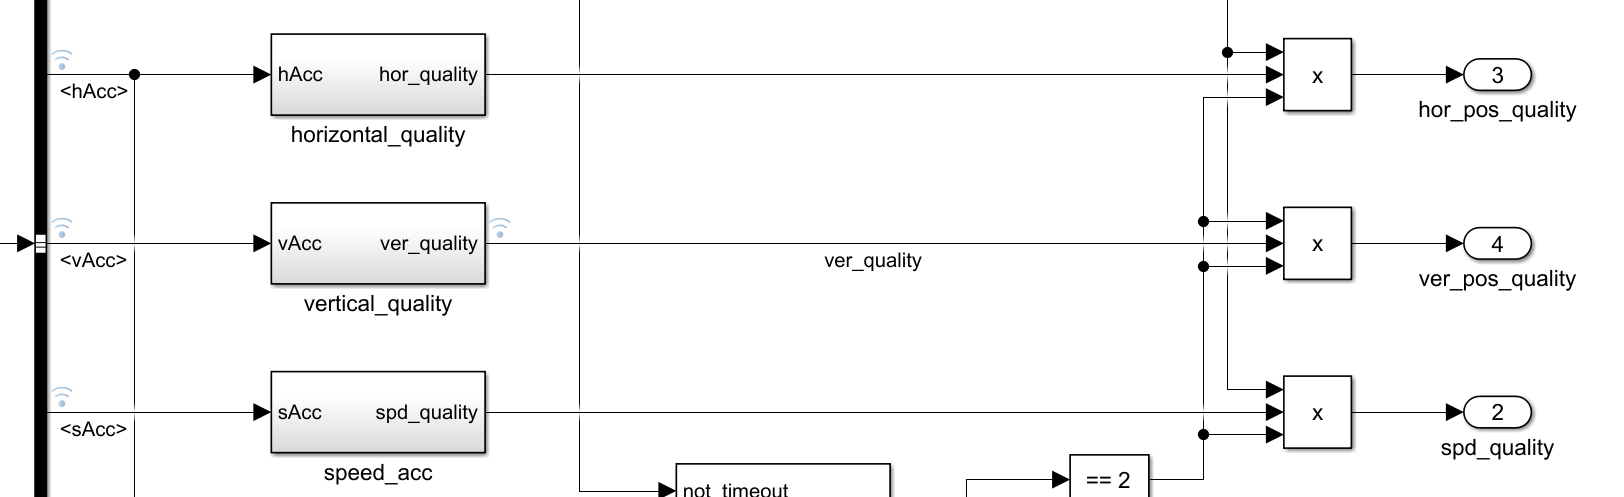 <hAcc>
hAcc hor_quality
horizontal_quality
x
3
hor_pos_quality
<vAcc>
vAcc ver_quality
vertical_quality
ver_quality
x
4
ver_pos_quality
<sAcc>
sAcc spd_quality
speed_acc
x
2
spd_quality
not_timeout
== 2